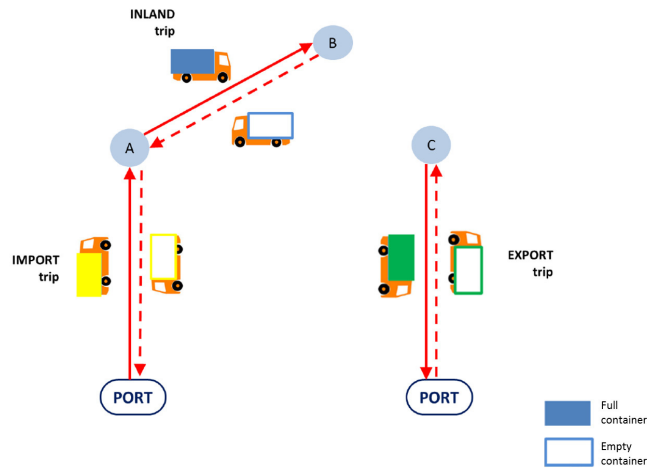 INLAND
trip
B
A
C
IMPORT
trip
EXPORT
trip
PORT
PORT
Full
container
Empty
container